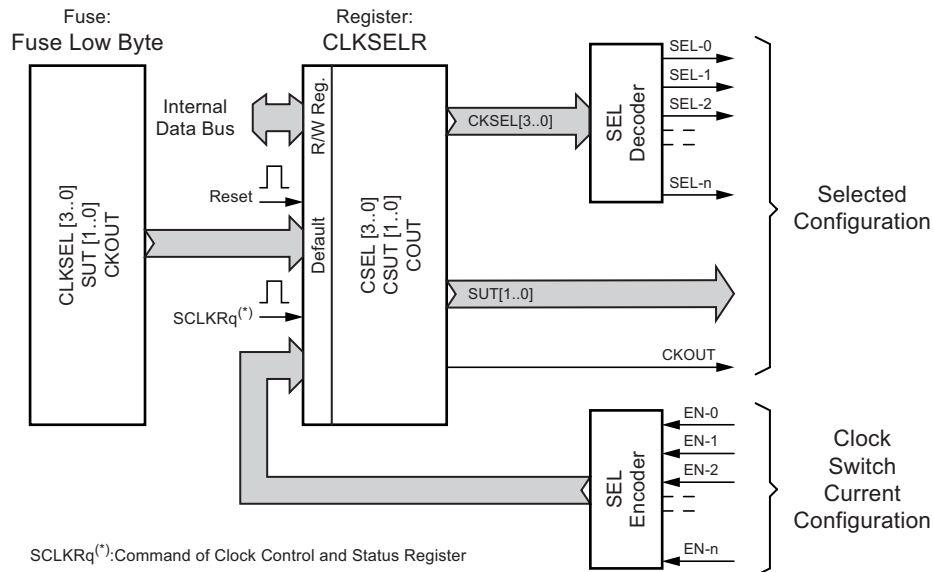 Fuse:
Fuse Low Byte
Register:
CLKSELR
CLKSEL [3..0]
SUT [1..0]
CKOUT
Internal
Data Bus
Reset
SCLKRq(*)
R/W Reg.
Default
CSEL [3..0]
CSUT [1..0]
COUT
CKSEL[3..0]
SUT[1..0]
CKOUT
SEL
Decoder
SEL-0
SEL-1
SEL-2
SEL-n
Selected
Configuration
SEL
Encoder
EN-0
EN-1
EN-2
EN-n
Clock
Switch
Current
Configuration
SCLKRq(*):Command of Clock Control and Status Register